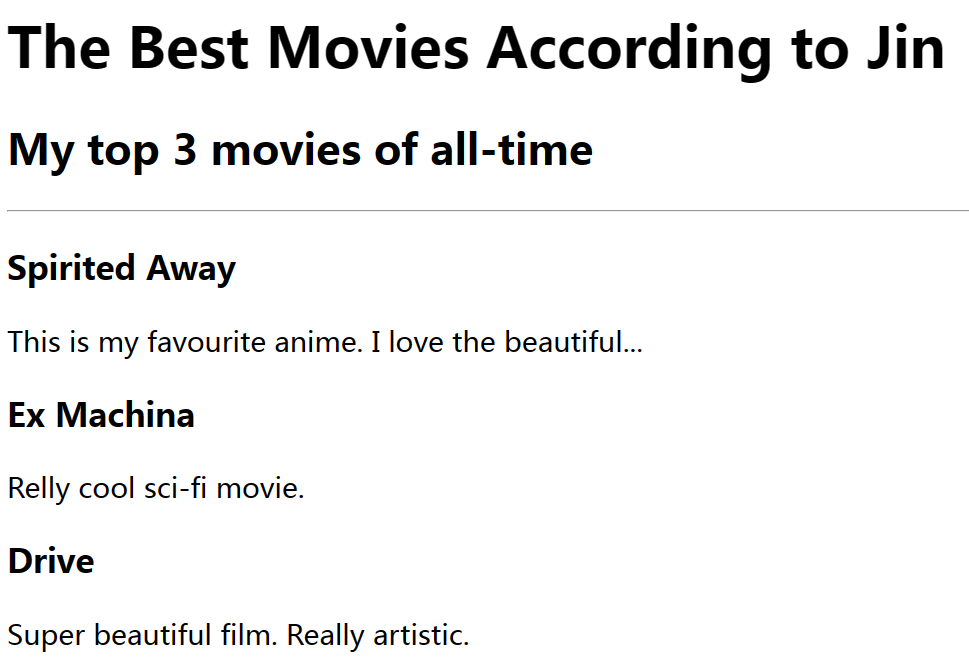 The Best Movies According to Jin
My top 3 movies of all-time
Spirited Away
This is my favourite anime. I love the beautiful...
Ex Machina
Relly cool sci-fi movie.
Drive
Super beautiful film. Really artistic.